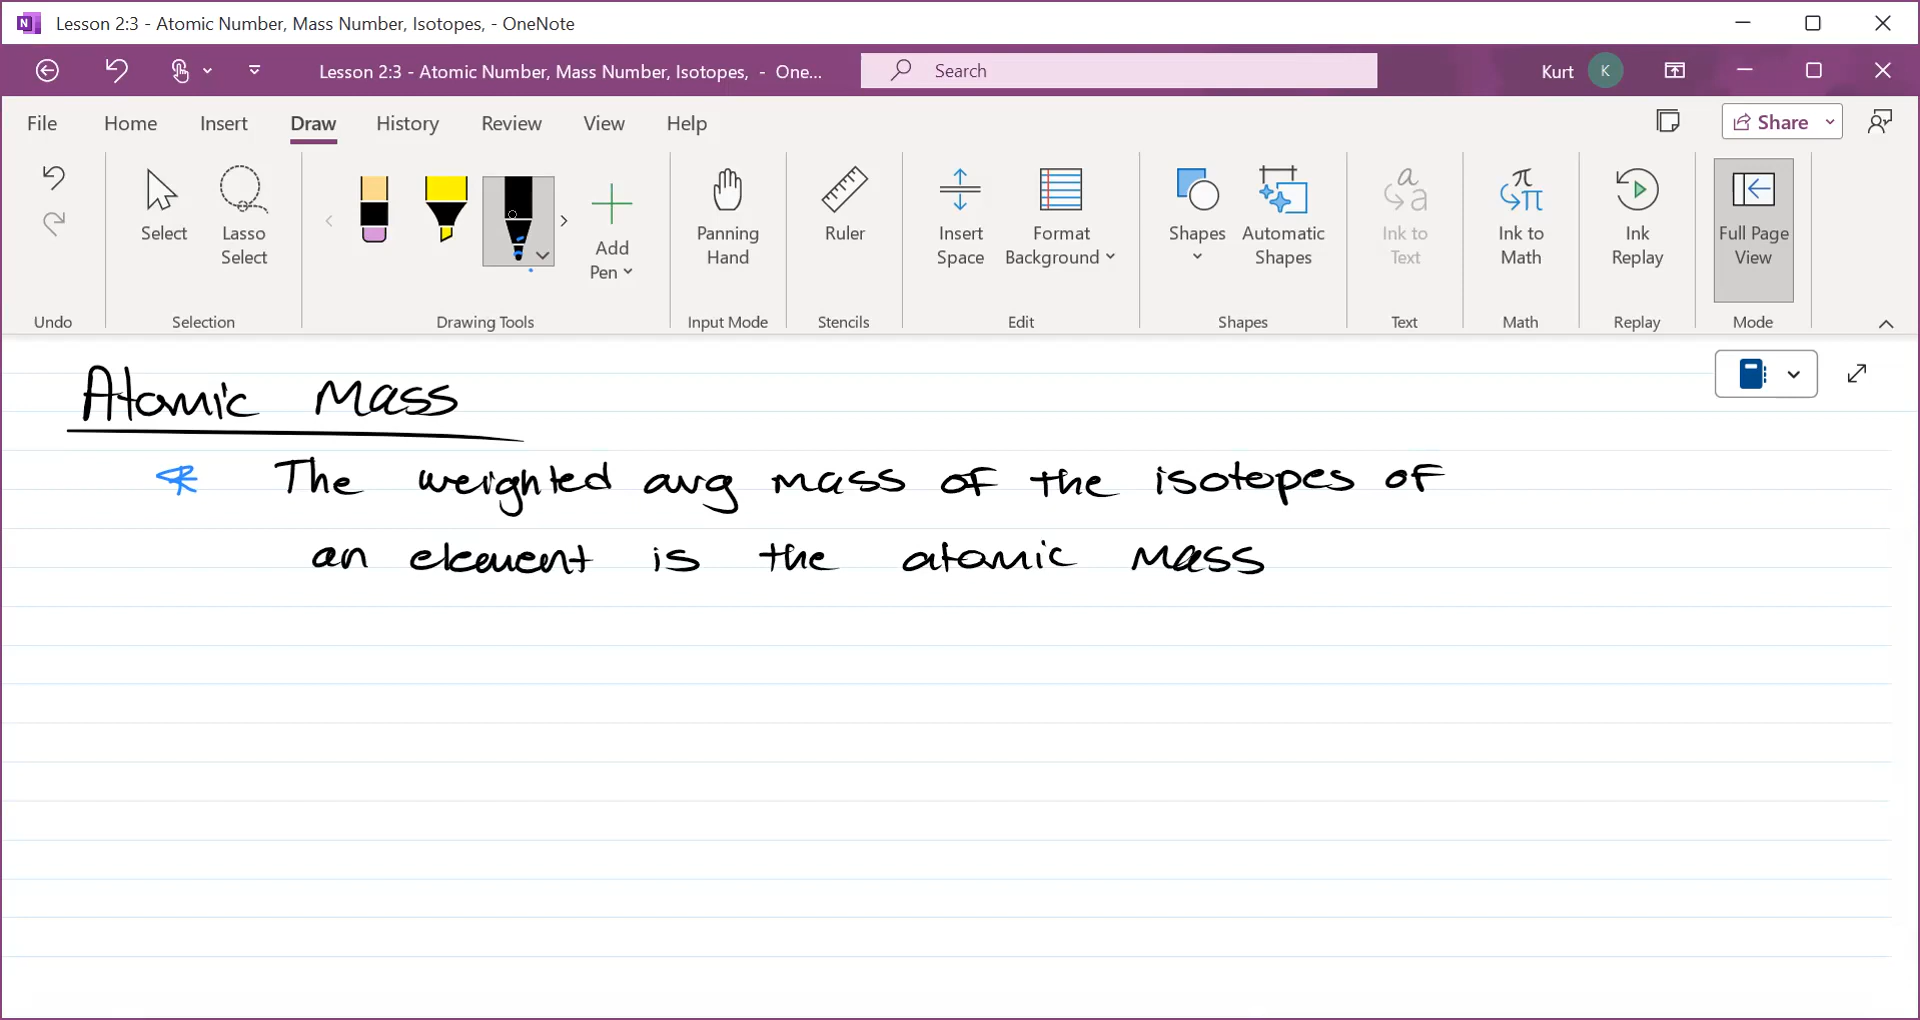 Lesson 2:3 - Atomic Number, Mass Number, Isotopes, - OneNote
Lesson 2:3 - Atomic Number, Mass Number, Isotopes, - One...
Search
Kurt
K
File Home Insert Draw History Review View Help
Share
Select
Lasso Select
Add Pen
Panning Hand
Ruler
Insert Space
Format Background
Shapes
Automatic Shapes
Ink to Text
Ink to Math
Ink Replay
Full Page View
Undo Selection Drawing Tools Input Mode Stencils Edit Shapes Text Math Replay Mode
Atomic Mass
* The weighted avg mass of the isotopes of
an element is the atomic mass